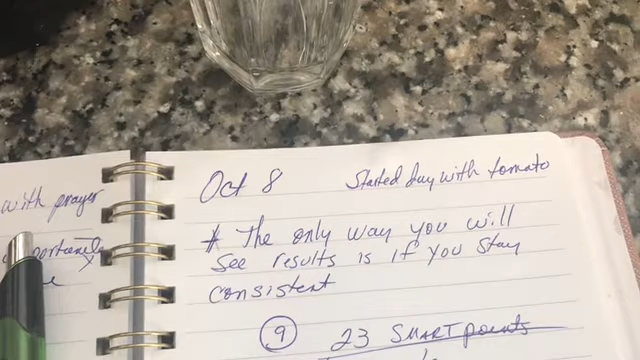 with prayer
Oct 8
Started day with tomato
* The only way you will
see results is if you stay
consistent
9
23 SMART points